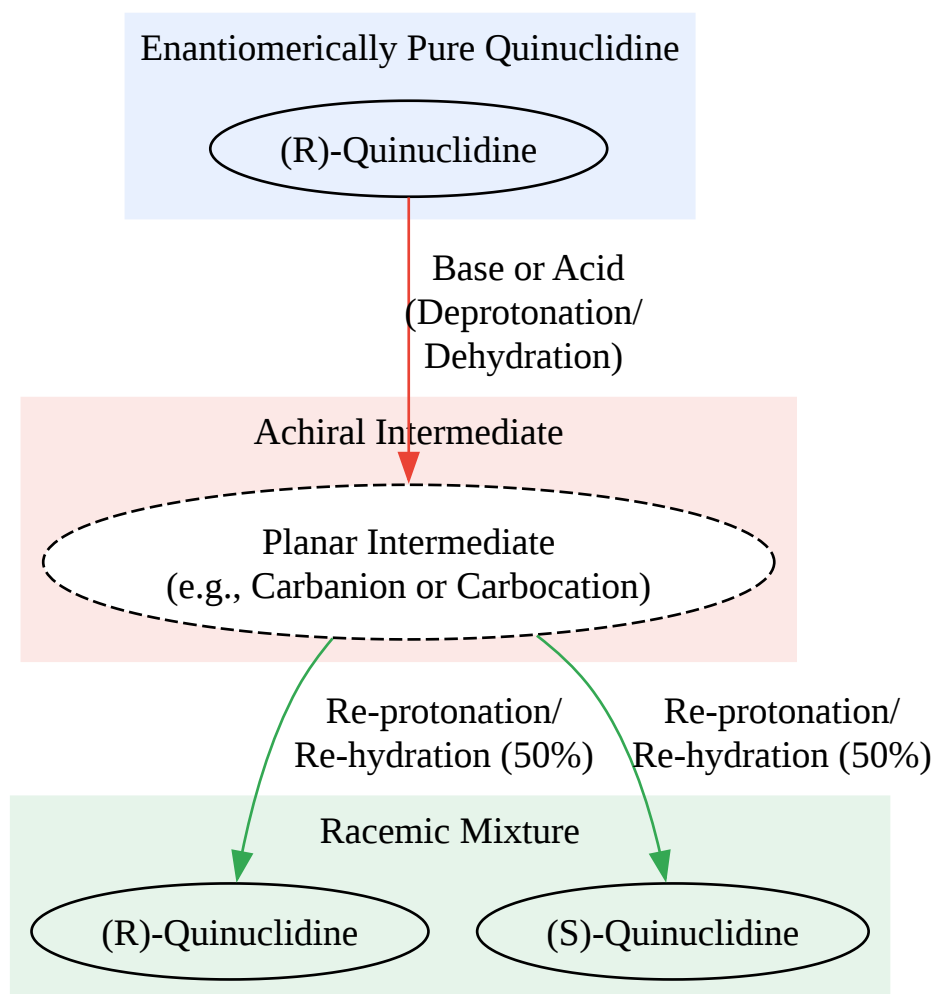 Enantiomerically Pure Quinuclidine
(R)-Quinuclidine
Base or Acid
(Deprotonation/
Dehydration)
Achiral Intermediate
Planar Intermediate
(e.g., Carbanion or Carbocation)
Re-protonation/
Re-hydration (50%)
Re-protonation/
Re-hydration (50%)
Racemic Mixture
(R)-Quinuclidine
(S)-Quinuclidine